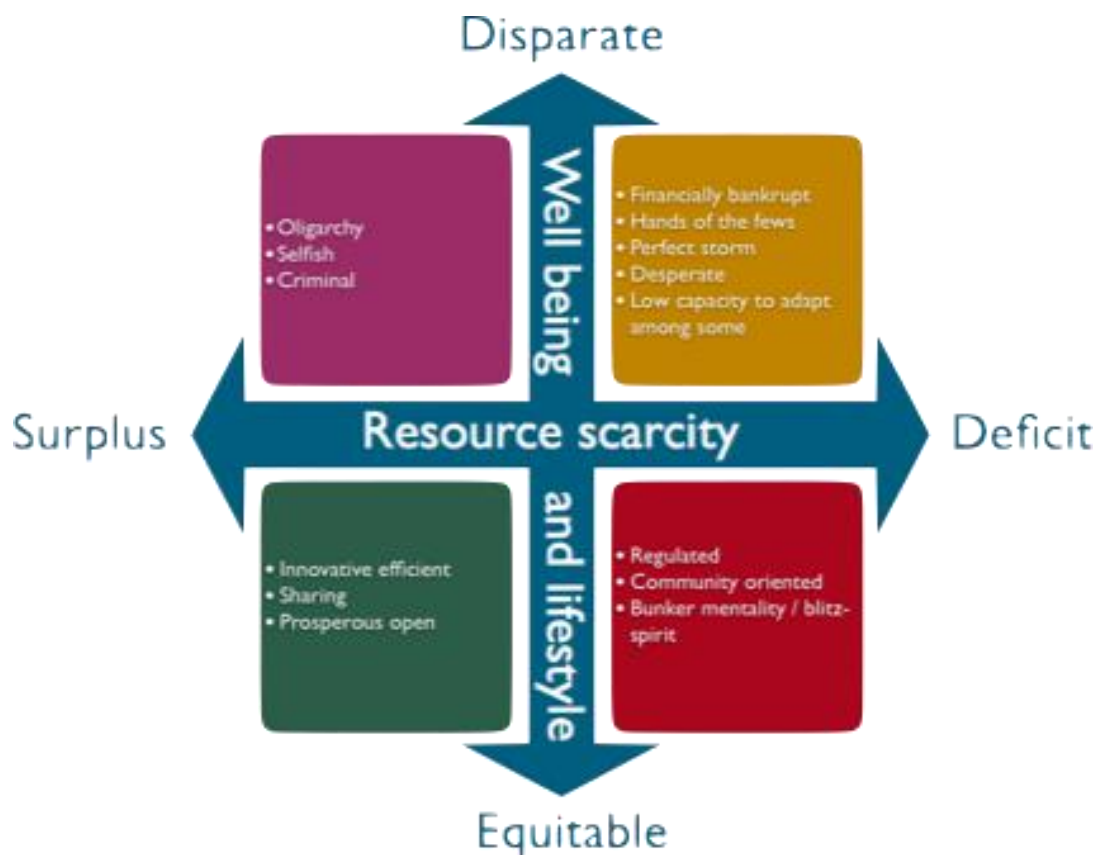 Disparate
Well being
• Oligarchy
• Selfish
• Criminal
• Financially bankrupt
• Hands of the fews
• Perfect storm
• Desperate
• Low capacity to adapt
among some
Surplus
Resource scarcity
Deficit
and lifestyle
• Innovative efficient
• Sharing
• Prosperous open
• Regulated
• Community oriented
• Bunker mentality / blitz-
spirit
Equitable